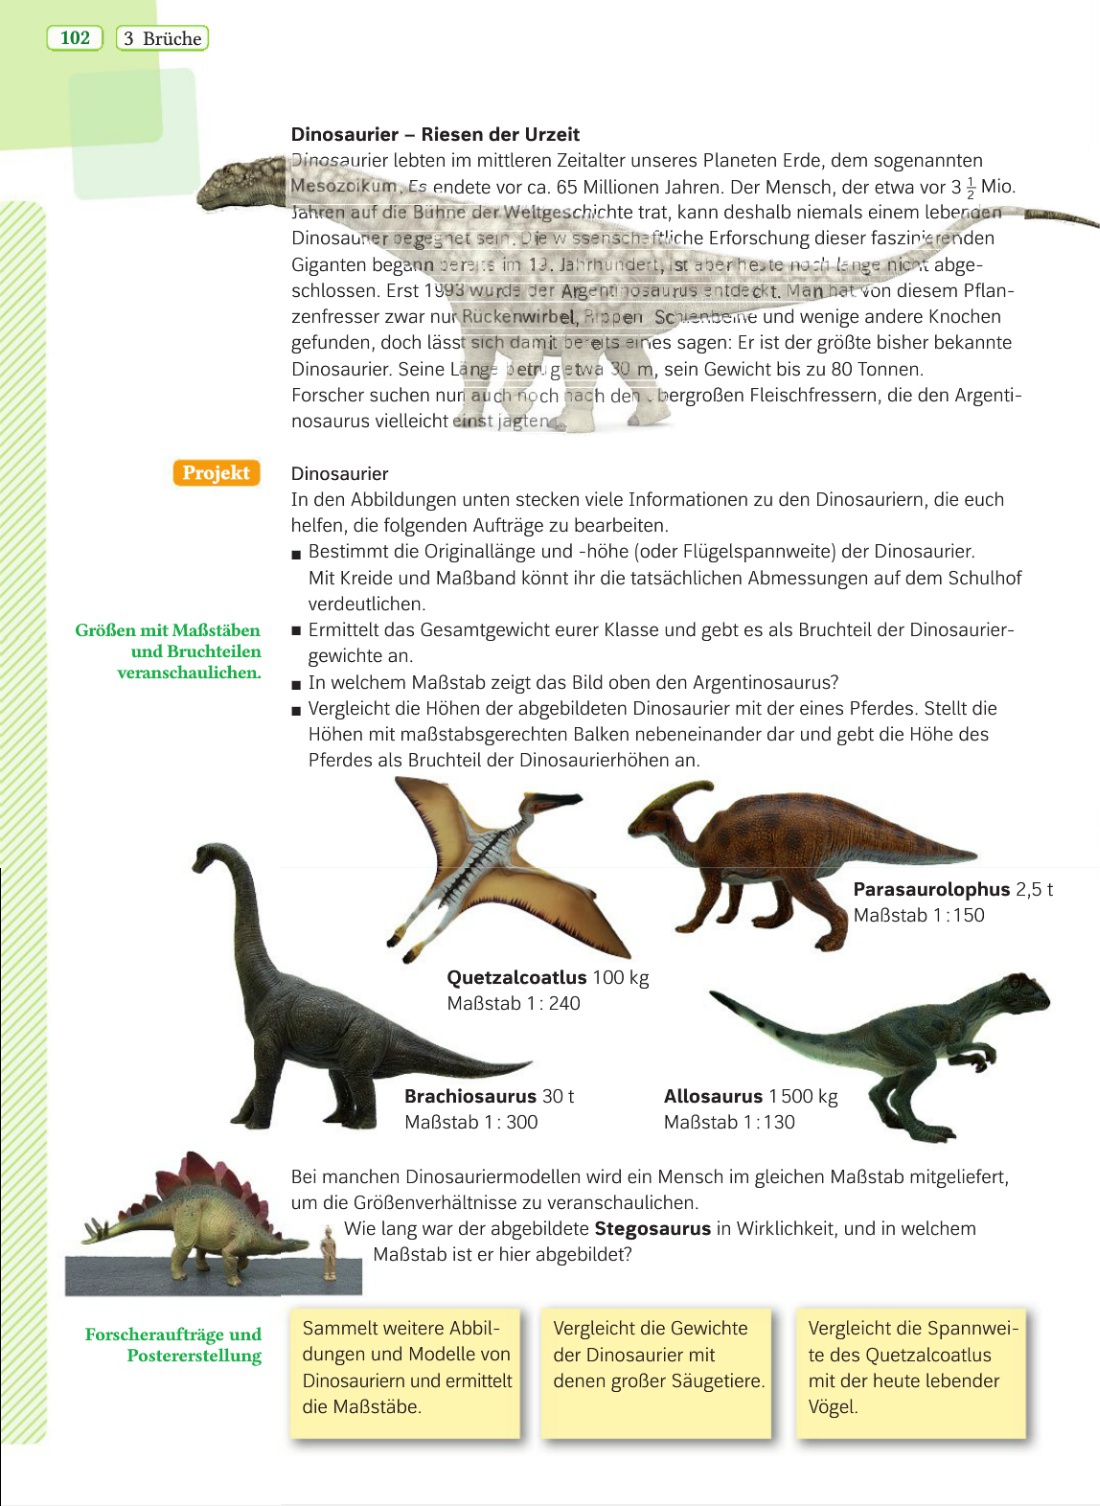 102
3 Brüche
Dinosaurier – Riesen der Urzeit
Dinosaurier lebten im mittleren Zeitalter unseres Planeten Erde, dem sogenannten
Mesozoikum. Es endete vor ca. 65 Millionen Jahren. Der Mensch, der etwa vor 3 1/2 Mio.
Jahren auf die Bühne der Weltgeschichte trat, kann deshalb niemals einem lebenden
Dinosaurier begegnet sein. Die wissenschaftliche Erforschung dieser faszinierenden
Giganten begann bereits im 19. Jahrhundert, ist aber heute noch lange nicht abge-
schlossen. Erst 1993 wurde der Argentinosaurus entdeckt. Man hat von diesem Pflan-
zenfresser zwar nur Rückenwirbel, Rippen, Schienbeine und wenige andere Knochen
gefunden, doch lässt sich damit bereits eines sagen: Er ist der größte bisher bekannte
Dinosaurier. Seine Länge betrug etwa 30 m, sein Gewicht bis zu 80 Tonnen.
Forscher suchen nun auch noch nach den übergroßen Fleischfressern, die den Argenti-
nosaurus vielleicht einst jagten.
Projekt
Dinosaurier
In den Abbildungen unten stecken viele Informationen zu den Dinosauriern, die euch
helfen, die folgenden Aufträge zu bearbeiten.
■ Bestimmt die Originallänge und -höhe (oder Flügelspannweite) der Dinosaurier.
Mit Kreide und Maßband könnt ihr die tatsächlichen Abmessungen auf dem Schulhof
verdeutlichen.
Größen mit Maßstäben
und Bruchteilen
veranschaulichen.
■ Ermittelt das Gesamtgewicht eurer Klasse und gebt es als Bruchteil der Dinosaurier-
gewichte an.
■ In welchem Maßstab zeigt das Bild oben den Argentinosaurus?
■ Vergleicht die Höhen der abgebildeten Dinosaurier mit der eines Pferdes. Stellt die
Höhen mit maßstabsgerechten Balken nebeneinander dar und gebt die Höhe des
Pferdes als Bruchteil der Dinosaurierhöhen an.
Parasaurolophus 2,5 t
Maßstab 1:150
Quetzalcoatlus 100 kg
Maßstab 1: 240
Brachiosaurus 30 t
Maßstab 1: 300
Allosaurus 1 500 kg
Maßstab 1:130
Bei manchen Dinosauriermodellen wird ein Mensch im gleichen Maßstab mitgeliefert,
um die Größenverhältnisse zu veranschaulichen.
Wie lang war der abgebildete Stegosaurus in Wirklichkeit, und in welchem
Maßstab ist er hier abgebildet?
Forscheraufträge und
Postererstellung
Sammelt weitere Abbil-
dungen und Modelle von
Dinosauriern und ermittelt
die Maßstäbe.
Vergleicht die Gewichte
der Dinosaurier mit
denen großer Säugetiere.
Vergleicht die Spannwei-
te des Quetzalcoatlus
mit der heute lebender
Vögel.